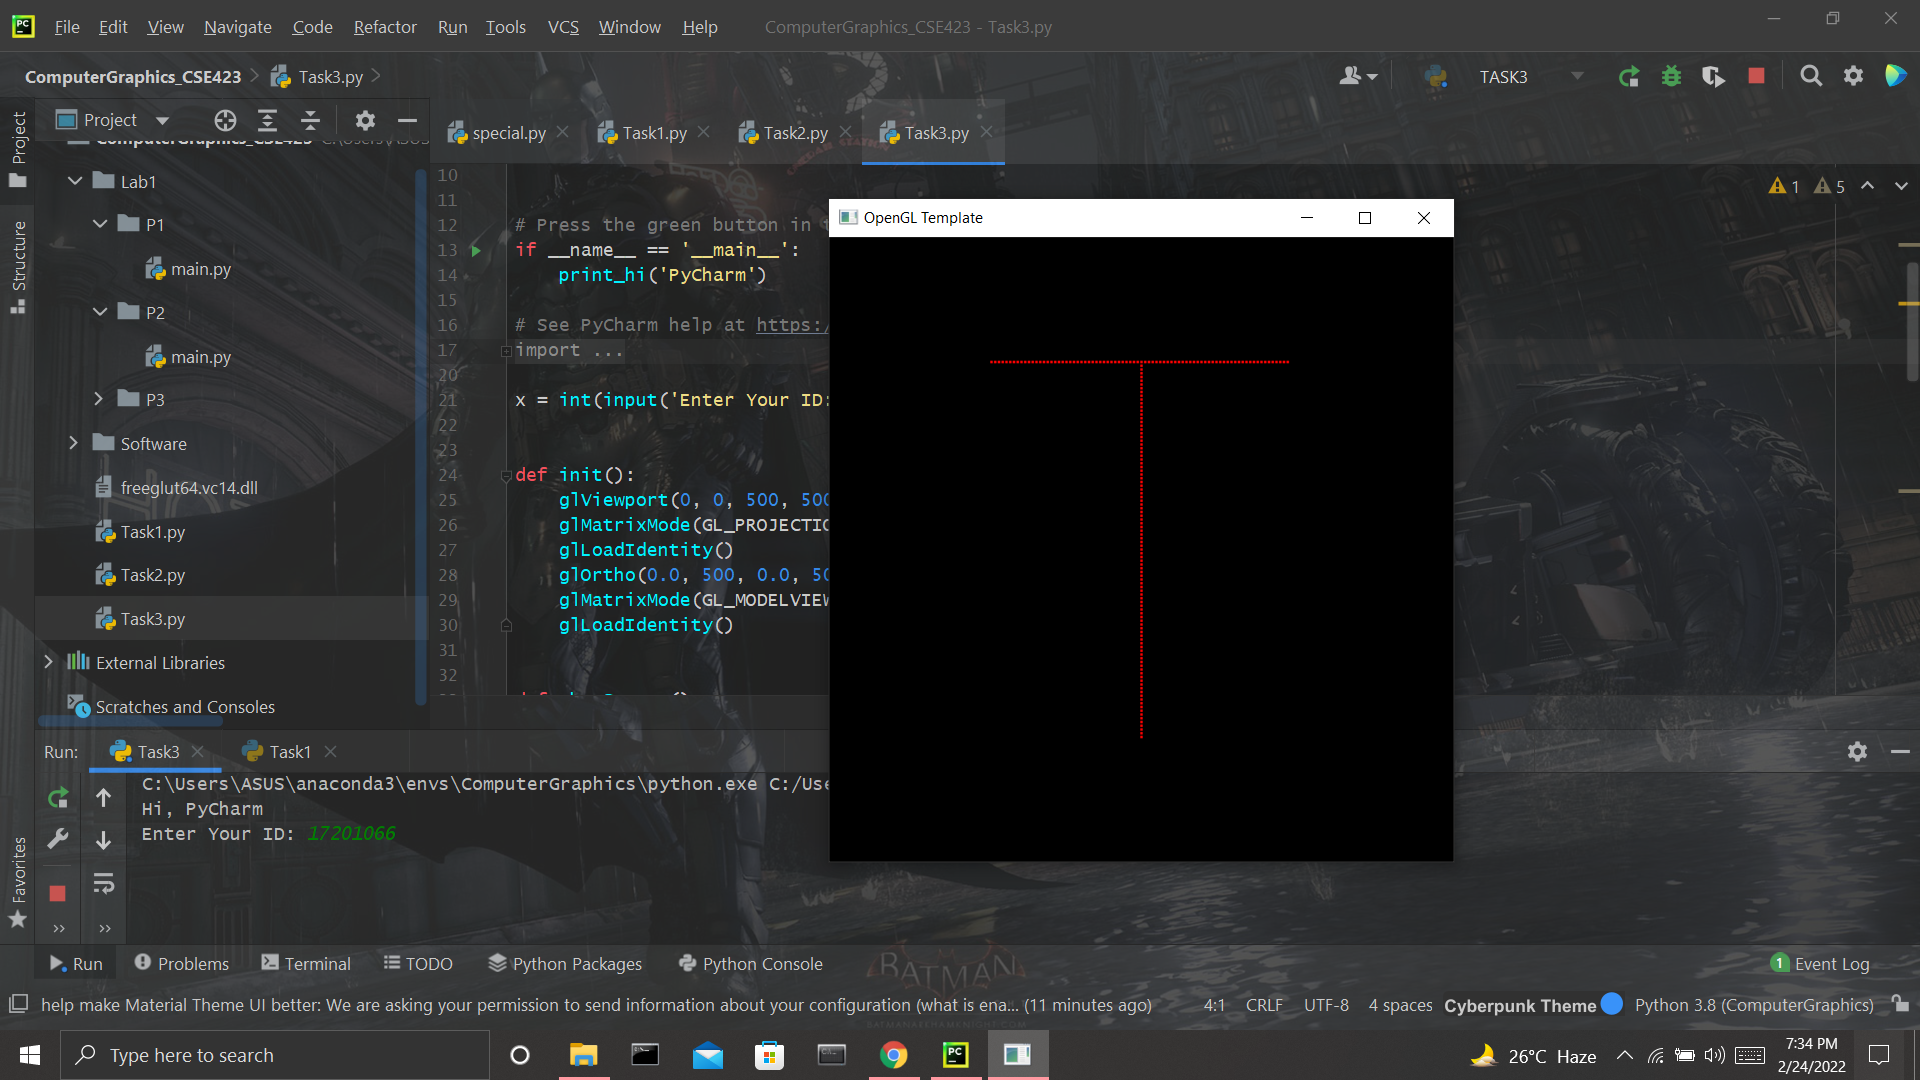 File Edit View Navigate Code Refactor Run Tools VCS Window Help ComputerGraphics_CSE423 - Task3.py
ComputerGraphics_CSE423 Task3.py TASK3
Project
special.py Task1.py Task2.py Task3.py
Project
Structure
Favorites
ComputerGraphics_CSE423
Lab1
P1
main.py
P2
main.py
P3
Software
freeglut64.vc14.dll
Task1.py
Task2.py
Task3.py
External Libraries
Scratches and Consoles
1 5
10
11
12 # Press the green button in
13 if __name__ == '__main__':
14 print_hi('PyCharm')
15
16 # See PyCharm help at https:/
17 import ...
20
21 x = int(input('Enter Your ID:
22
23
24 def init():
25 glViewport(0, 0, 500, 500
26 glMatrixMode(GL_PROJECTIO
27 glLoadIdentity()
28 glOrtho(0.0, 500, 0.0, 50
29 glMatrixMode(GL_MODELVIEW
30 glLoadIdentity()
31
32
OpenGL Template
Run: Task3 Task1
C:\Users\ASUS\anaconda3\envs\ComputerGraphics\python.exe C:/Use
Hi, PyCharm
Enter Your ID: 17201066
BATMAN
Run Problems Terminal TODO Python Packages Python Console 1 Event Log
help make Material Theme UI better: We are asking your permission to send information about your configuration (what is ena... (11 minutes ago) 4:1 CRLF UTF-8 4 spaces Cyberpunk Theme Python 3.8 (ComputerGraphics)
Type here to search 26°C Haze 7:34 PM
2/24/2022